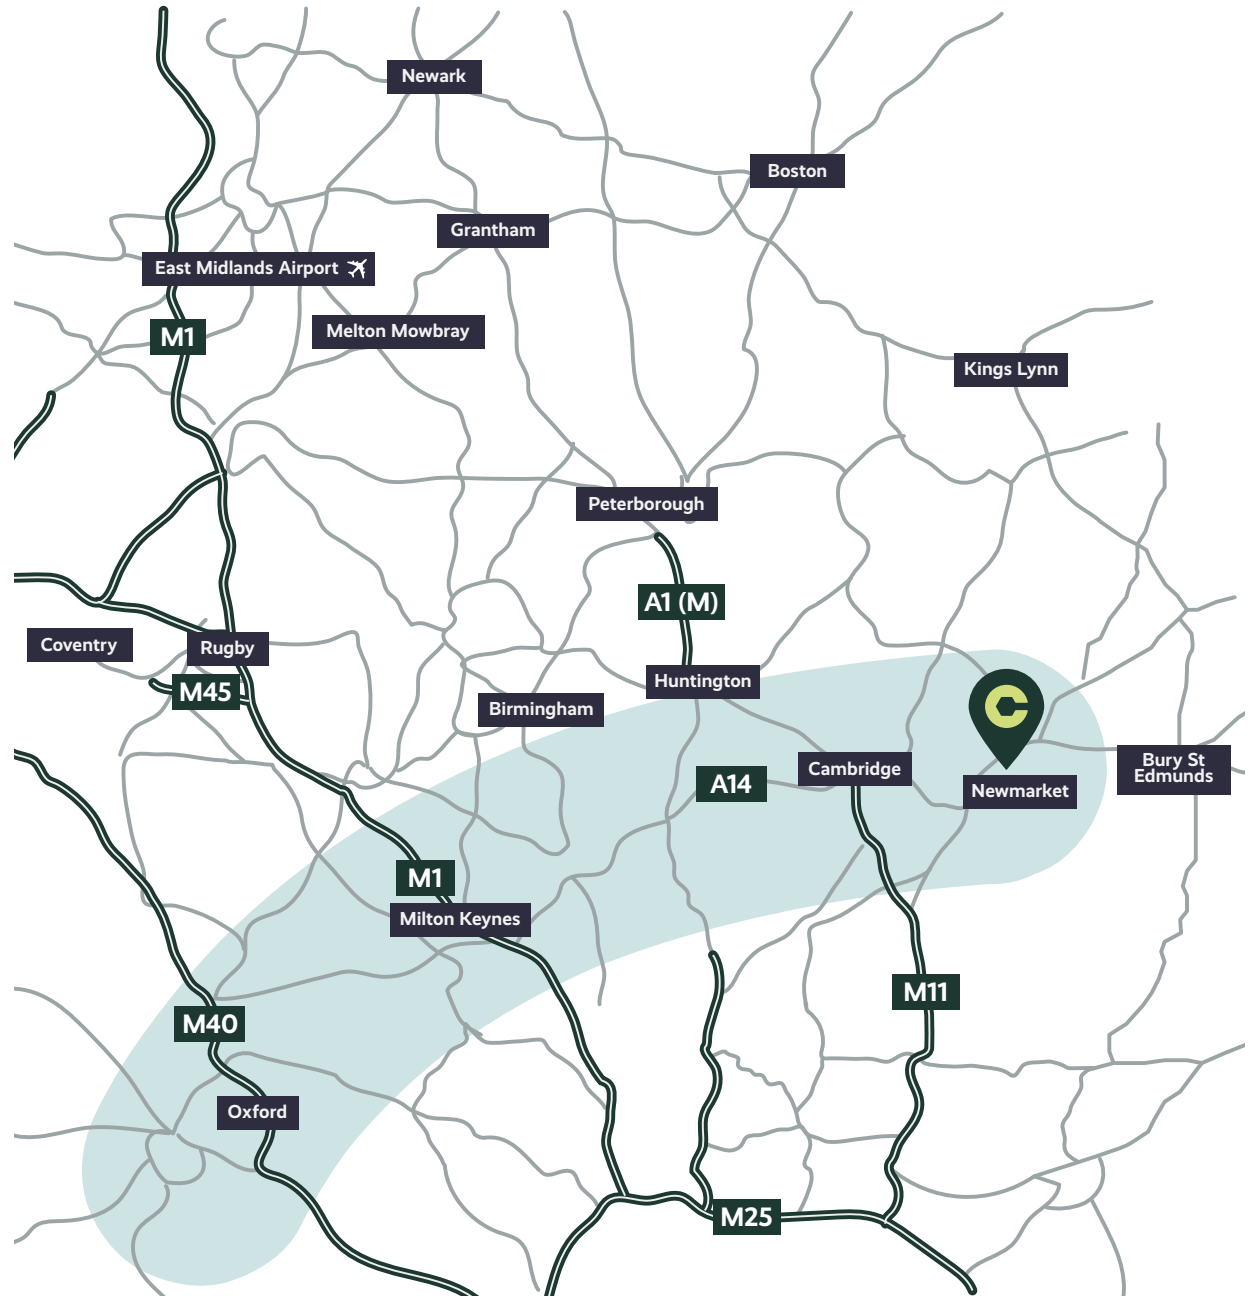 Newark
Boston
Grantham
East Midlands Airport
M1
Melton Mowbray
Kings Lynn
Peterborough
A1 (M)
Coventry
Rugby
M45
Huntington
Birmingham
Cambridge
A14
Newmarket
Bury St
Edmunds
M1
Milton Keynes
M11
M40
Oxford
M25